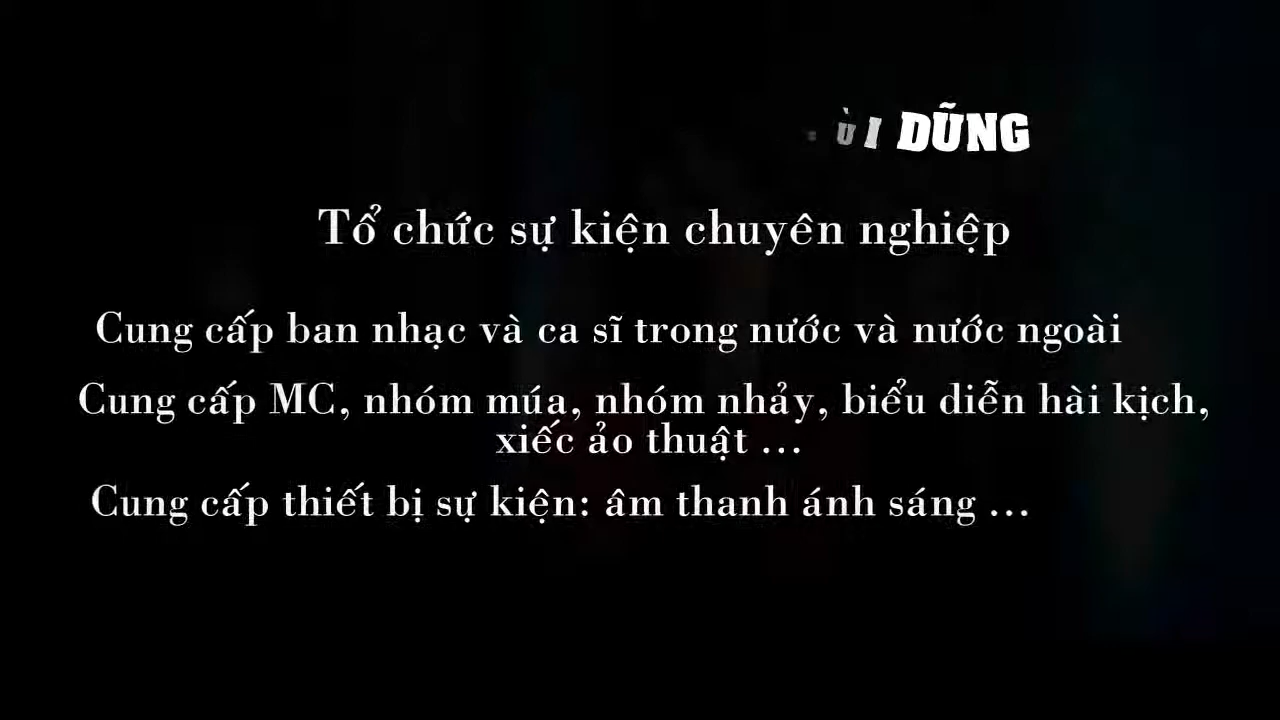 DŨNG
Tổ chức sự kiện chuyên nghiệp
Cung cấp ban nhạc và ca sĩ trong nước và nước ngoài
Cung cấp MC, nhóm múa, nhóm nhảy, biểu diễn hài kịch,
xiếc ảo thuật ...
Cung cấp thiết bị sự kiện: âm thanh ánh sáng ...